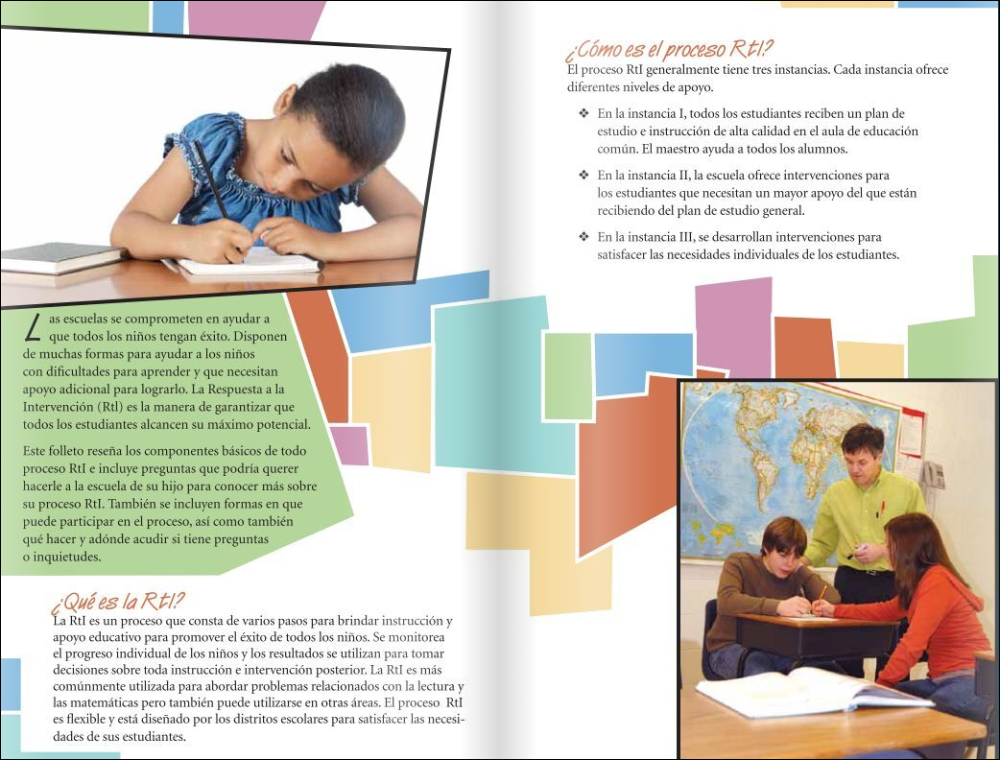 Las escuelas se comprometen en ayudar a
que todos los niños tengan éxito. Disponen
de muchas formas para ayudar a los niños
con dificultades para aprender y que necesitan
apoyo adicional para lograrlo. La Respuesta a la
Intervención (Rtl) es la manera de garantizar que
todos los estudiantes alcancen su máximo potencial.
Este folleto reseña los componentes básicos de todo
proceso RtI e incluye preguntas que podría querer
hacerle a la escuela de su hijo para conocer más sobre
su proceso RtI. También se incluyen formas en que
puede participar en el proceso, así como también
qué hacer y adónde acudir si tiene preguntas
o inquietudes.
¿Qué es la RtI?
La RtI es un proceso que consta de varios pasos para brindar instrucción y
apoyo educativo para promover el éxito de todos los niños. Se monitorea
el progreso individual de los niños y los resultados se utilizan para tomar
decisiones sobre toda instrucción e intervención posterior. La RtI es más
comúnmente utilizada para abordar problemas relacionados con la lectura y
las matemáticas pero también puede utilizarse en otras áreas. El proceso RtI
es flexible y está diseñado por los distritos escolares para satisfacer las necesi-
dades de sus estudiantes.
¿Cómo es el proceso RtI?
El proceso RtI generalmente tiene tres instancias. Cada instancia ofrece
diferentes niveles de apoyo.
❖ En la instancia I, todos los estudiantes reciben un plan de
estudio e instrucción de alta calidad en el aula de educación
común. El maestro ayuda a todos los alumnos.
❖ En la instancia II, la escuela ofrece intervenciones para
los estudiantes que necesitan un mayor apoyo del que están
recibiendo del plan de estudio general.
❖ En la instancia III, se desarrollan intervenciones para
satisfacer las necesidades individuales de los estudiantes.